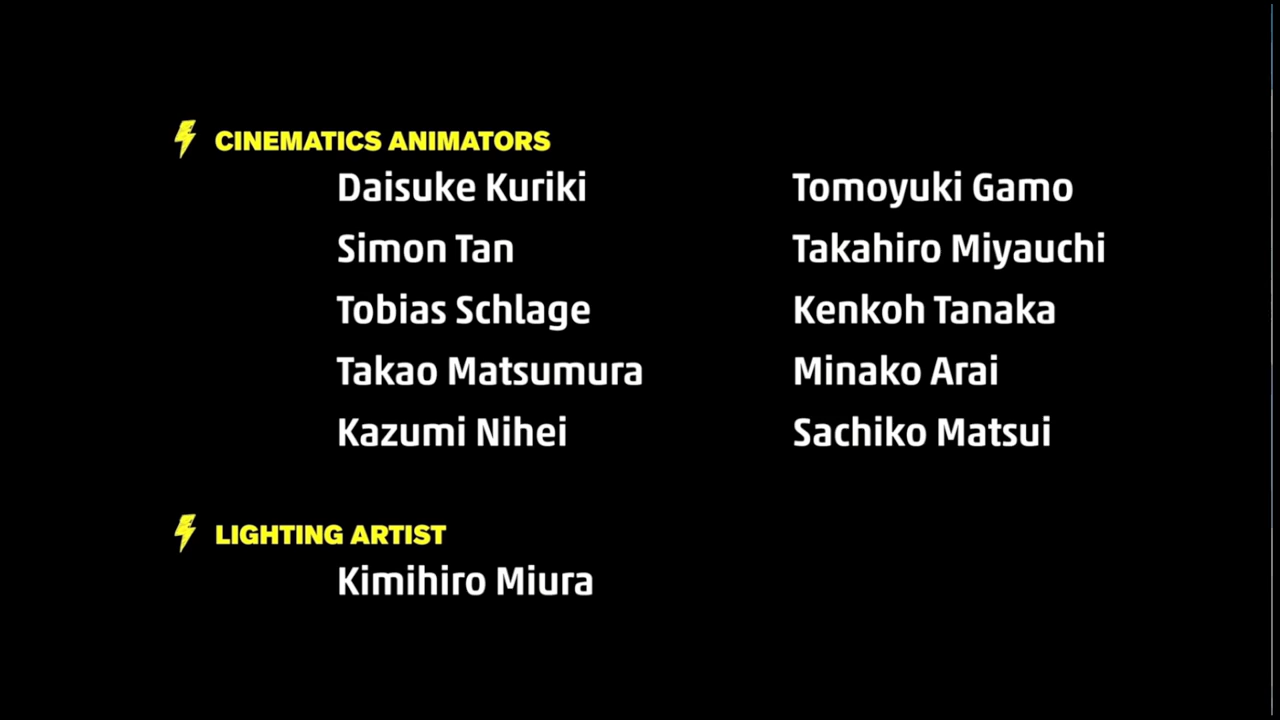 CINEMATICS ANIMATORS
Daisuke Kuriki Tomoyuki Gamo
Simon Tan Takahiro Miyauchi
Tobias Schlage Kenkoh Tanaka
Takao Matsumura Minako Arai
Kazumi Nihei Sachiko Matsui
LIGHTING ARTIST
Kimihiro Miura